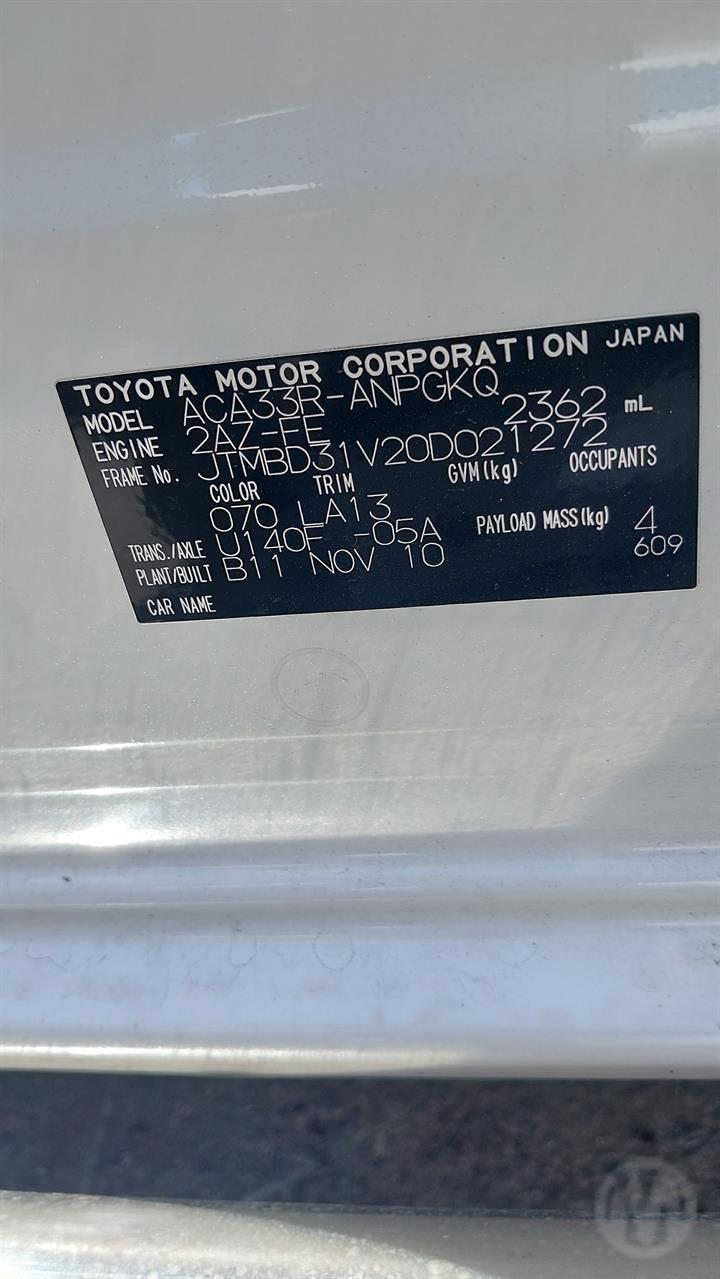 TOYOTA MOTOR CORPORATION JAPAN
MODEL ACA33R-ANPGKQ
ENGINE 2AZ-FE 2362 mL
FRAME No. JTMBD31V20D021272
COLOR TRIM GVM(kg) OCCUPANTS
070 LA13
TRANS./AXLE U140F -05A PAYLOAD MASS(kg) 4
PLANT/BUILT B11 NOV 10 609
CAR NAME